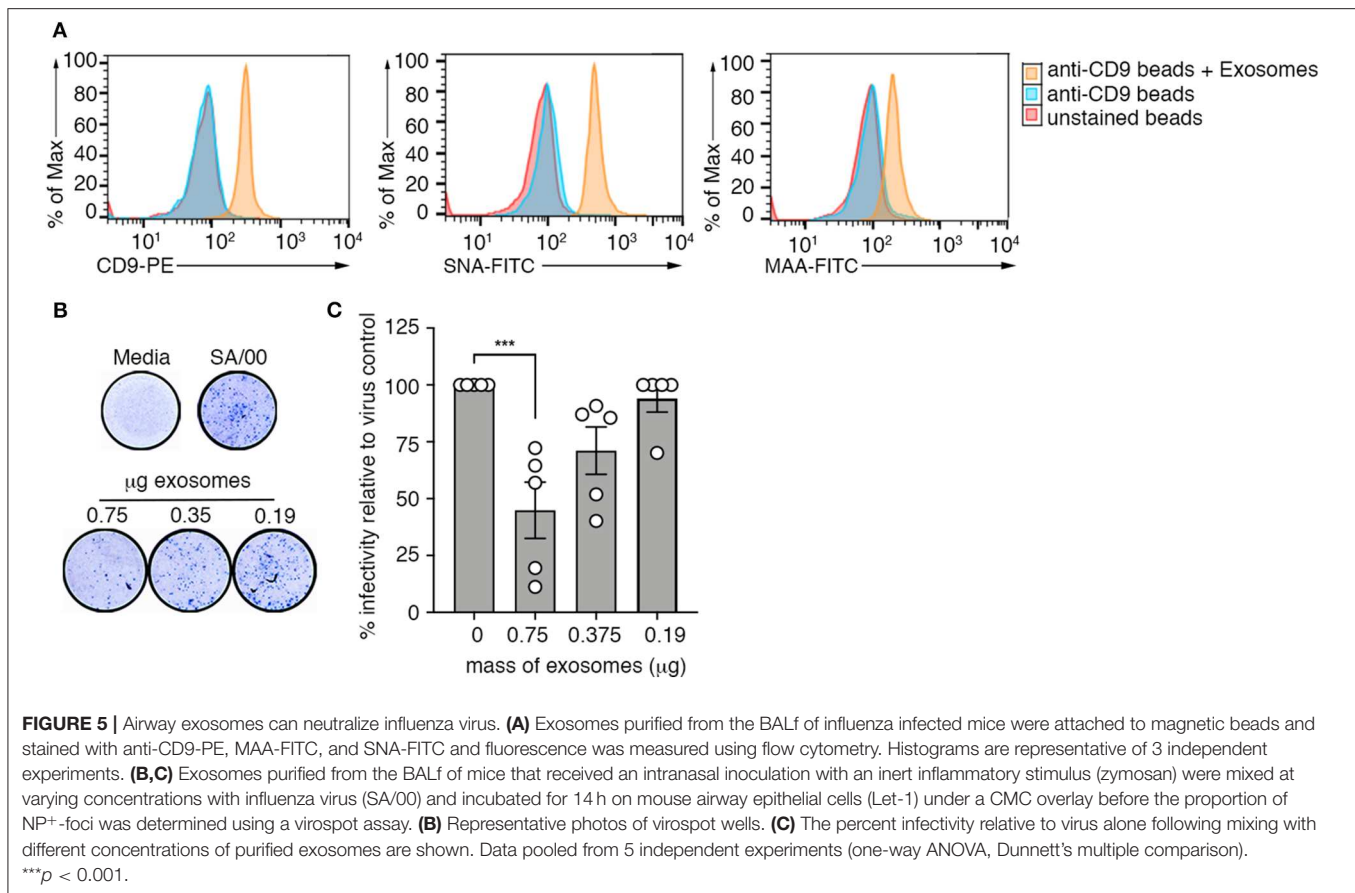 A
100
80
60
40
20
0
% of Max
10¹ 10² 10³ 10⁴
CD9-PE
100
80
60
40
20
0
% of Max
10¹ 10² 10³ 10⁴
SNA-FITC
100
80
60
40
20
0
% of Max
10¹ 10² 10³ 10⁴
MAA-FITC
anti-CD9 beads + Exosomes
anti-CD9 beads
unstained beads
B
Media SA/00
μg exosomes
0.75 0.35 0.19
C
% infectivity relative to virus control
125
100
75
50
25
0
***
0 0.75 0.375 0.19
mass of exosomes (μg)
FIGURE 5 | Airway exosomes can neutralize influenza virus. (A) Exosomes purified from the BALf of influenza infected mice were attached to magnetic beads and
stained with anti-CD9-PE, MAA-FITC, and SNA-FITC and fluorescence was measured using flow cytometry. Histograms are representative of 3 independent
experiments. (B,C) Exosomes purified from the BALf of mice that received an intranasal inoculation with an inert inflammatory stimulus (zymosan) were mixed at
varying concentrations with influenza virus (SA/00) and incubated for 14 h on mouse airway epithelial cells (Let-1) under a CMC overlay before the proportion of
NP⁺-foci was determined using a virospot assay. (B) Representative photos of virospot wells. (C) The percent infectivity relative to virus alone following mixing with
different concentrations of purified exosomes are shown. Data pooled from 5 independent experiments (one-way ANOVA, Dunnett's multiple comparison).
***p < 0.001.